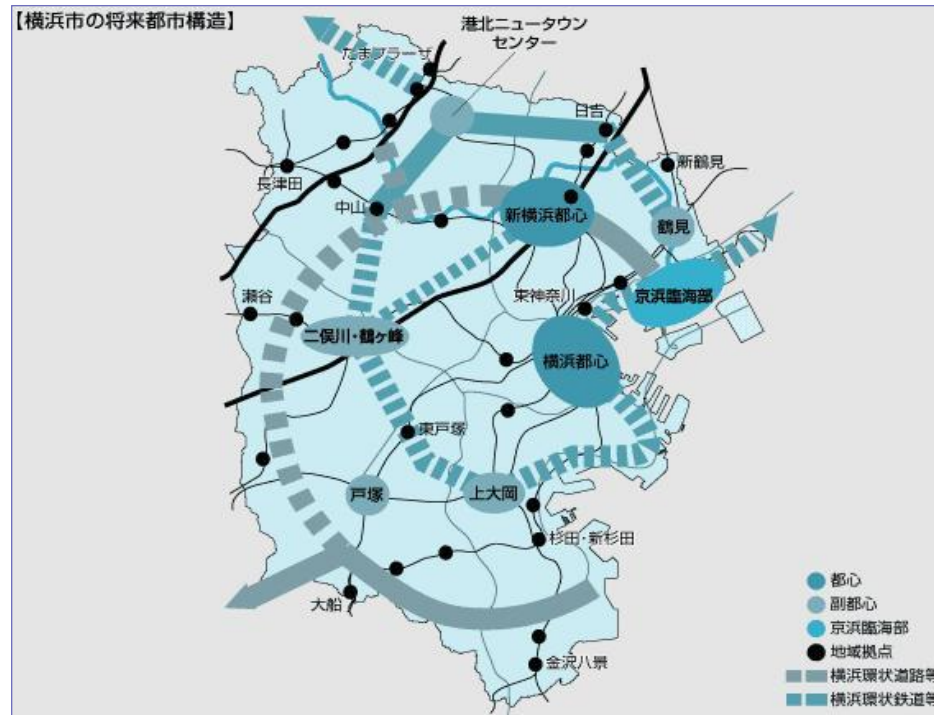 【横浜市の将来都市構造】
港北ニュータウン
センター
たまプラーザ
日吉
新鶴見
長津田
中山
新横浜都心
鶴見
瀬谷
東神奈川
京浜臨海部
二俣川・鶴ヶ峰
横浜都心
東戸塚
戸塚
上大岡
杉田・新杉田
大船
金沢八景
都心
副都心
京浜臨海部
地域拠点
横浜環状道路等
横浜環状鉄道等